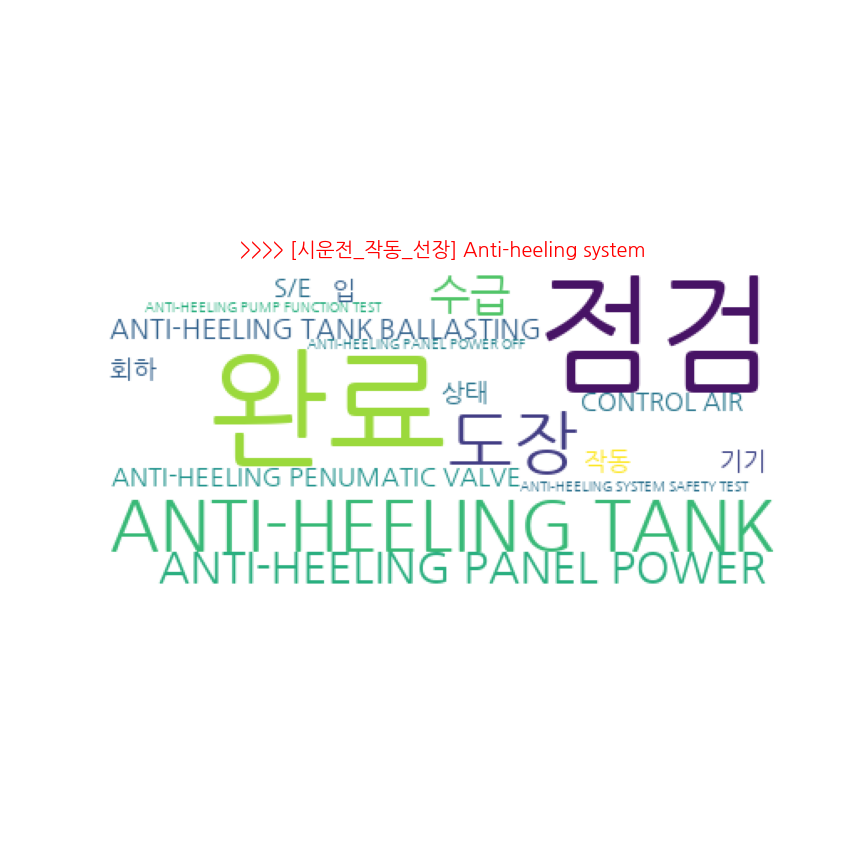 >>>> [시운전_작동_선장] Anti-heeling system
S/E _ 입 수급 점검
ANTI-HEELING PUMP FUNCTION TEST
ANTI-HEELING TANK BALLASTING
ANTI-HEELING PANEL POWER OFF
회하 완료 상태
CONTROL AIR
도장 작동 기기
ANTI-HEELING PENUMATIC VALVE
ANTI-HEELING SYSTEM SAFETY TEST
ANTI-HEELING TANK
ANTI-HEELING PANEL POWER